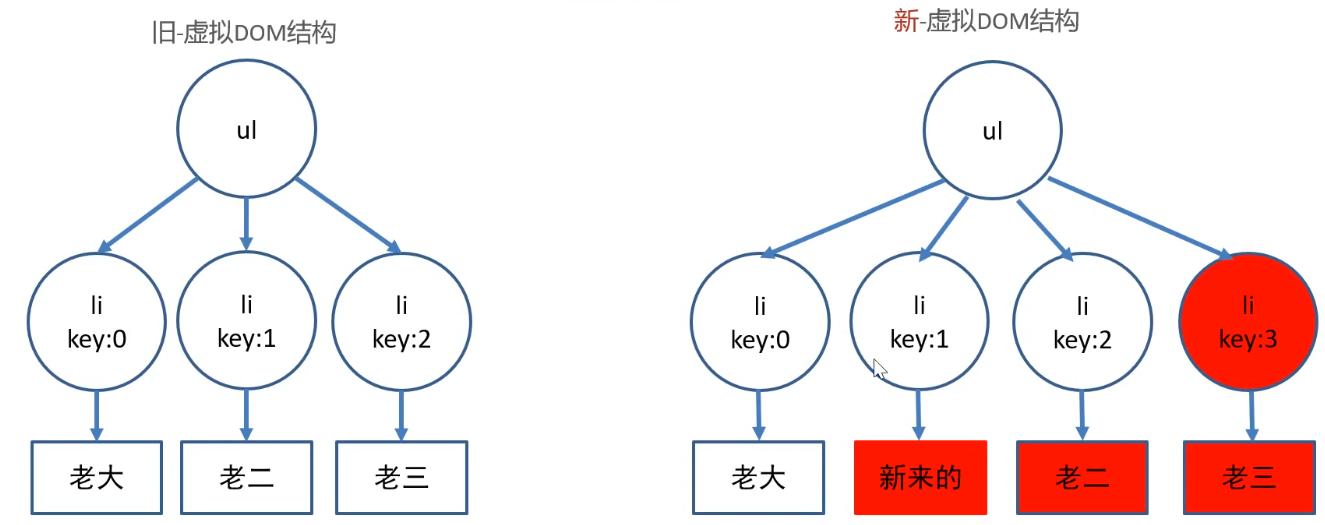 旧-虚拟DOM结构
新-虚拟DOM结构
ul
ul
li
key:0
li
key:1
li
key:2
li
key:0
li
key:1
li
key:2
li
key:3
老大
老二
老三
老大
新来的
老二
老三